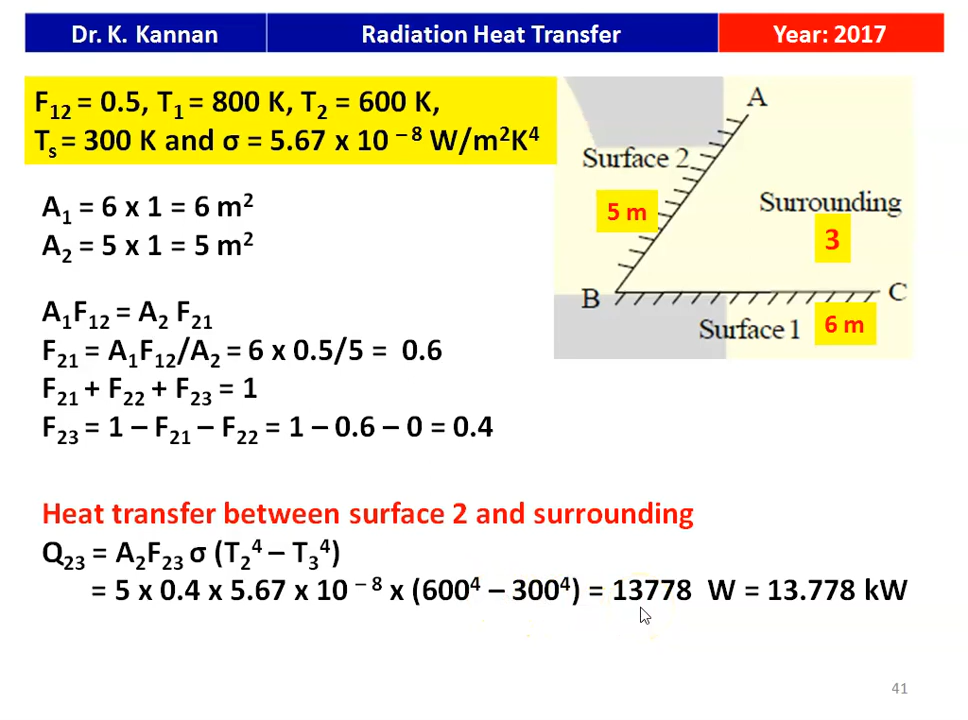 Dr. K. Kannan
Radiation Heat Transfer
Year: 2017
F₁₂ = 0.5, T₁ = 800 K, T₂ = 600 K,
Tₛ = 300 K and σ = 5.67 x 10 ⁻⁸ W/m²K⁴
A₁ = 6 x 1 = 6 m²
A₂ = 5 x 1 = 5 m²
A₁F₁₂ = A₂ F₂₁
F₂₁ = A₁F₁₂/A₂ = 6 x 0.5/5 = 0.6
F₂₁ + F₂₂ + F₂₃ = 1
F₂₃ = 1 – F₂₁ – F₂₂ = 1 – 0.6 – 0 = 0.4
A
Surface 2
5 m
Surrounding
3
B
C
Surface 1
6 m
Heat transfer between surface 2 and surrounding
Q₂₃ = A₂F₂₃ σ (T₂⁴ – T₃⁴)
= 5 x 0.4 x 5.67 x 10 ⁻⁸ x (600⁴ – 300⁴) = 13778 W = 13.778 kW
41